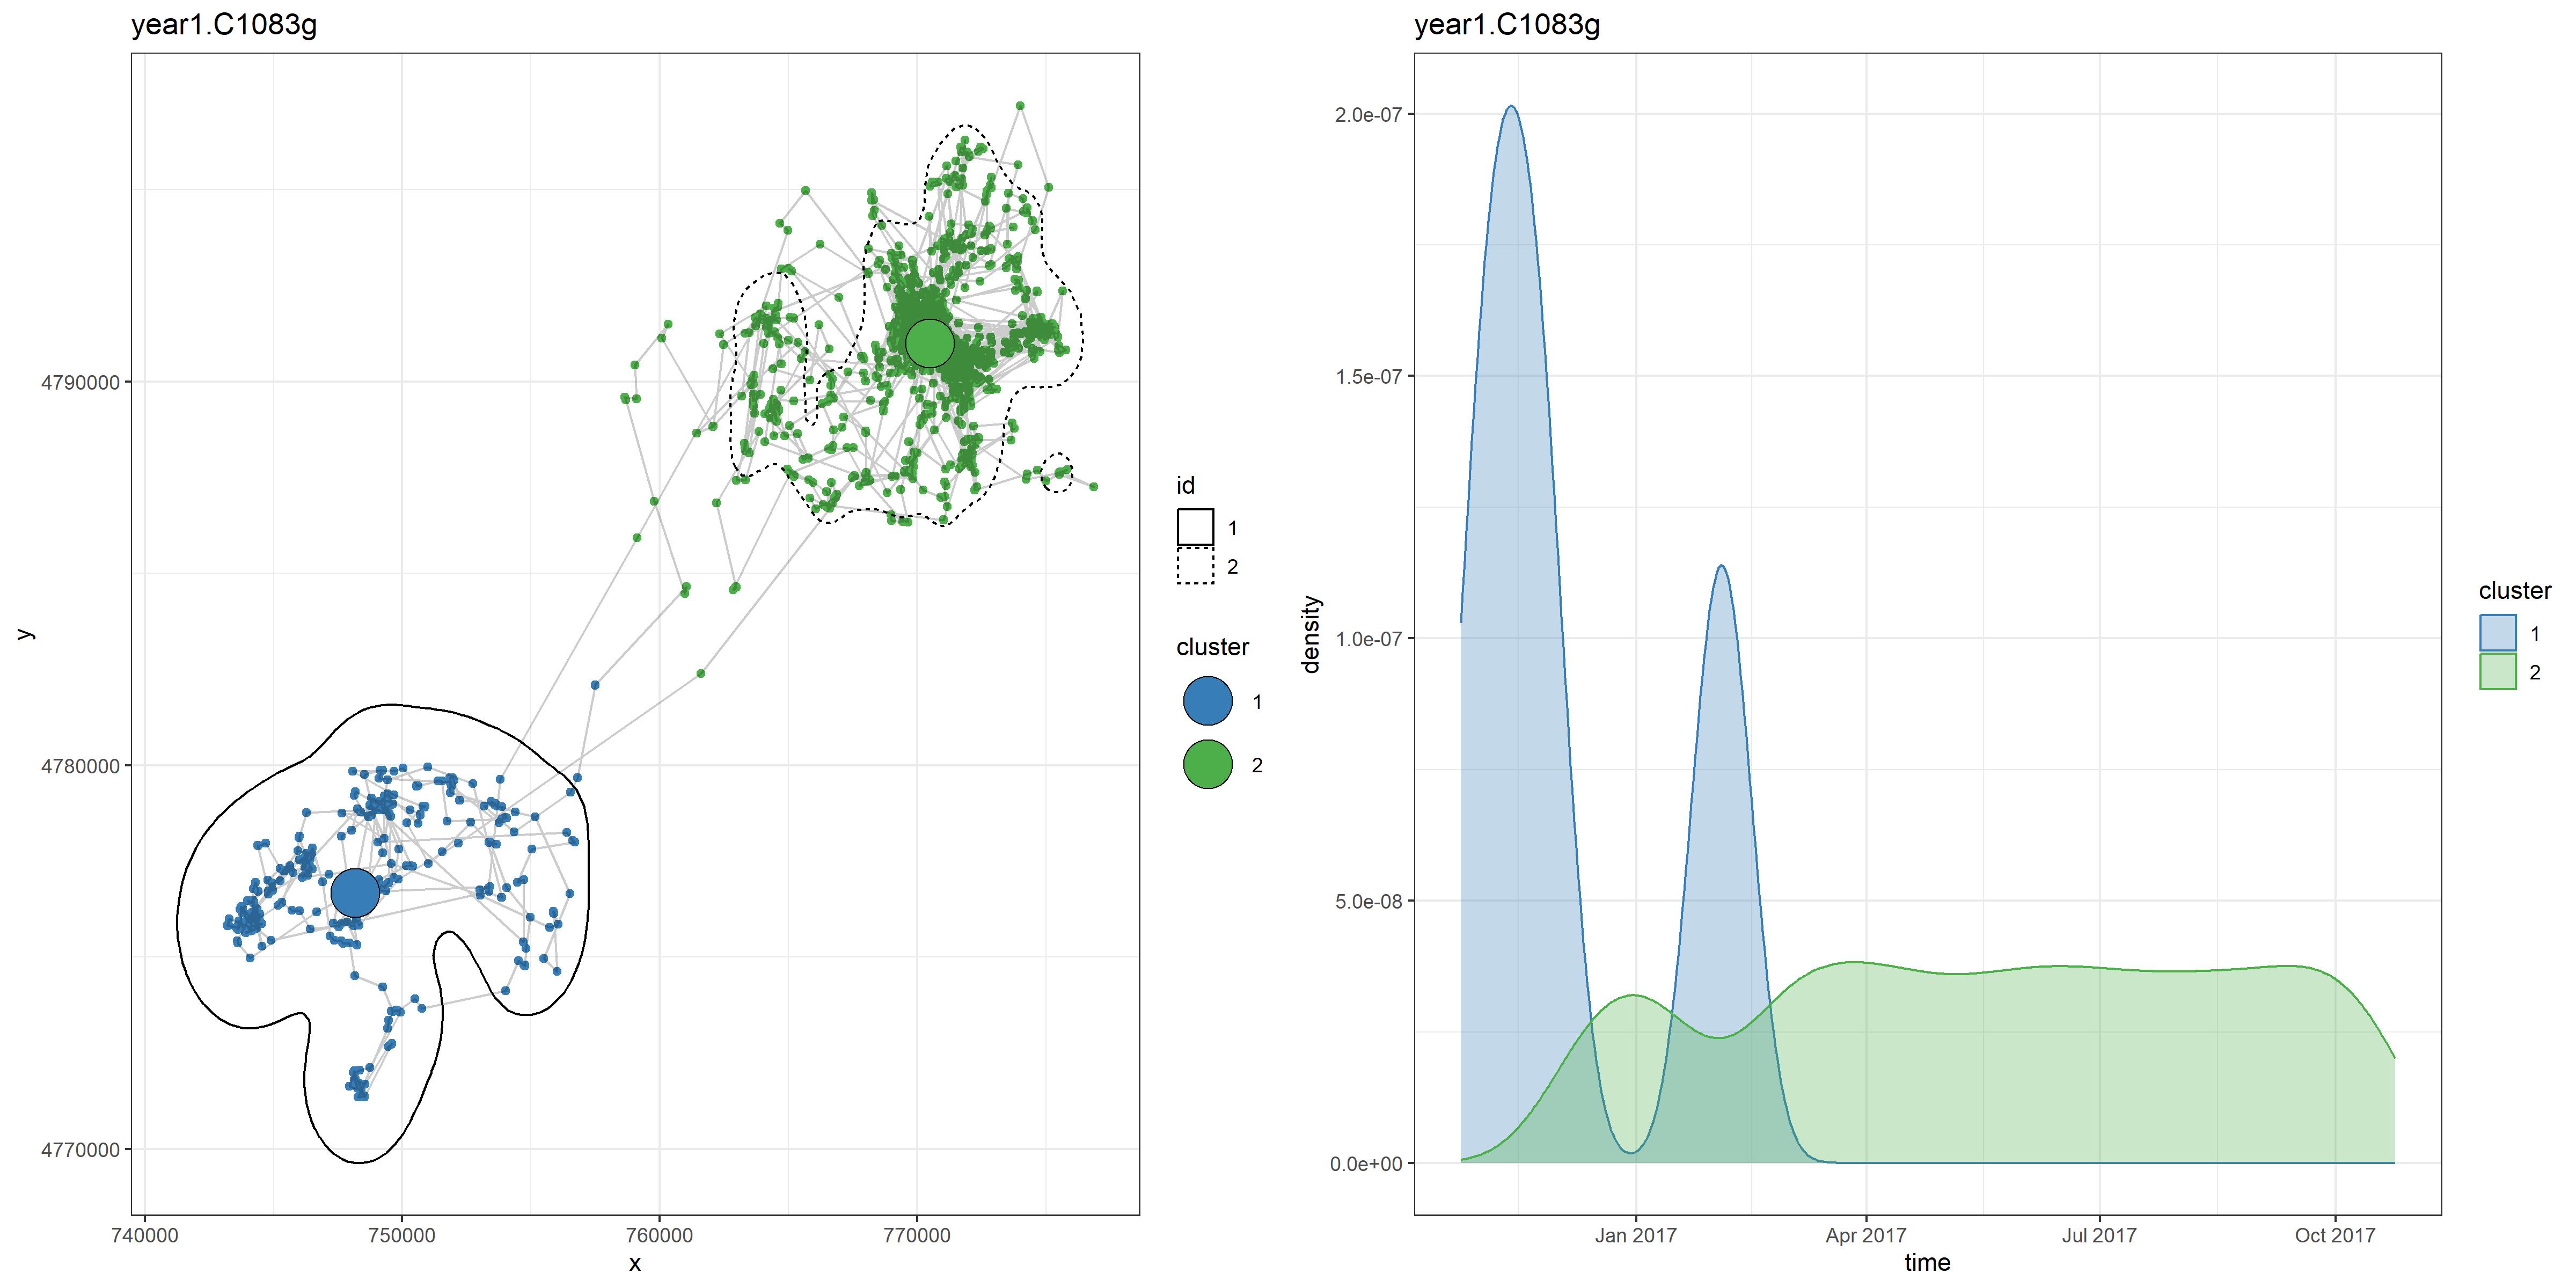 year1.C1083g
y
4790000
4780000
4770000
740000 750000 760000 770000
x
id
1
2
cluster
1
2
year1.C1083g
density
2.0e-07
1.5e-07
1.0e-07
5.0e-08
0.0e+00
Jan 2017 Apr 2017 Jul 2017 Oct 2017
time
cluster
1
2